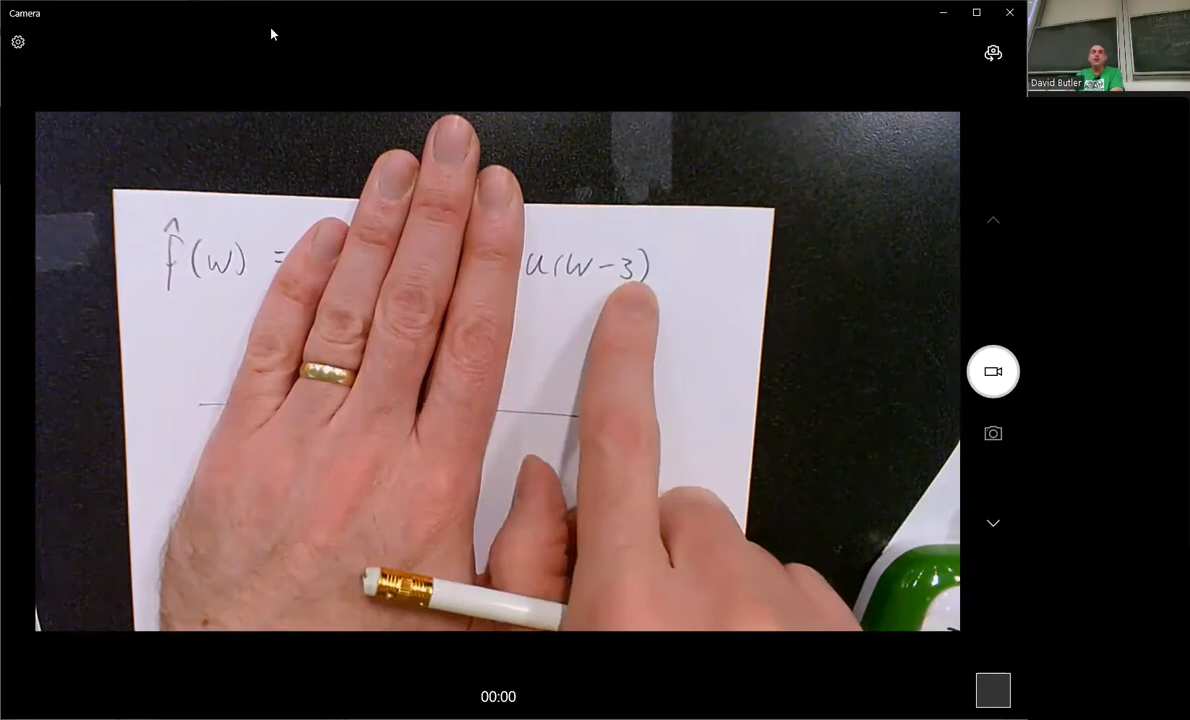 Camera
David Butler
f̂(w) = u(w-3)
00:00